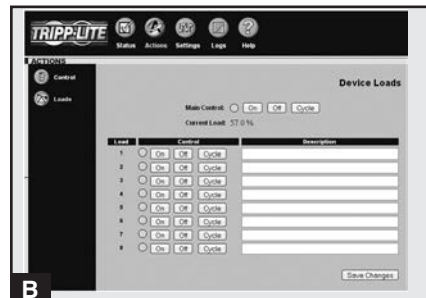 TRIPP-LITE
Status Actions Settings Logs Help
ACTIONS
Control
Device Loads
Loads
Main Control: On Off Cycle
Current Load: 57.0 %
Load Control Description
1 On Off Cycle
2 On Off Cycle
3 On Off Cycle
4 On Off Cycle
5 On Off Cycle
6 On Off Cycle
7 On Off Cycle
8 On Off Cycle
Save Changes
B